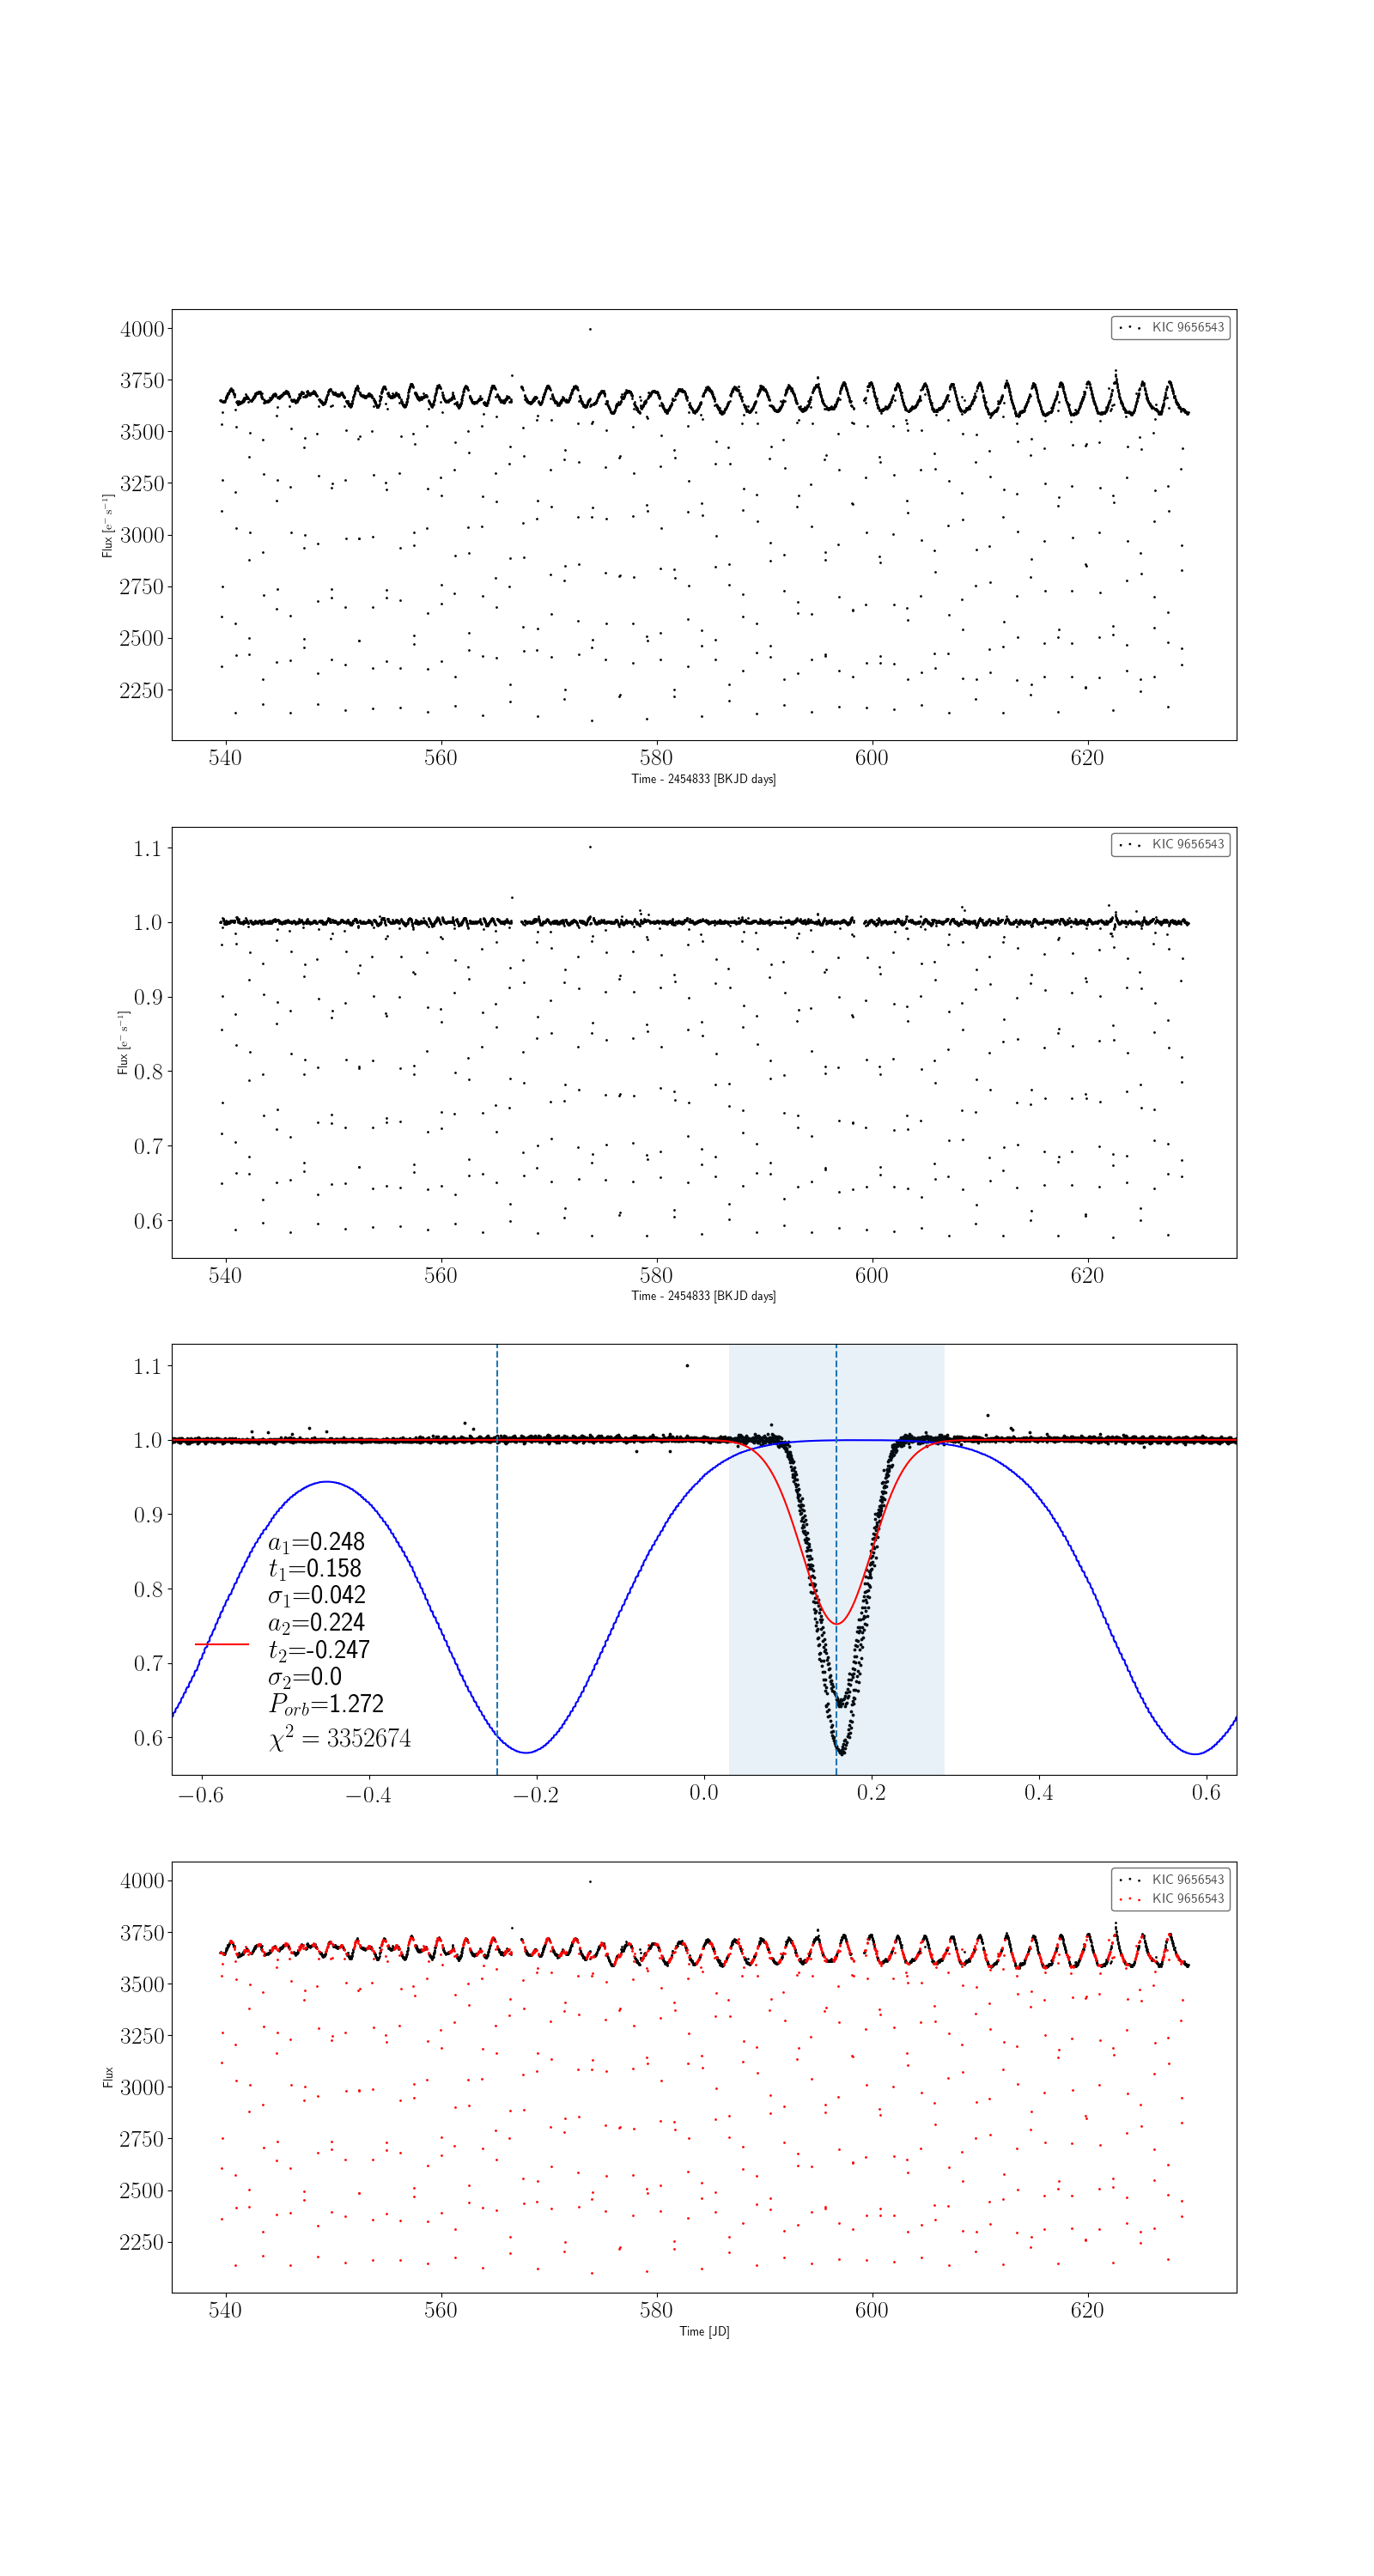 4000
3750
3500
3250
3000
2750
2500
2250
Flux [e⁻ s⁻¹]
KIC 9656543
540 560 580 600 620
Time - 2454833 [BKJD days]
1.1
1.0
0.9
0.8
0.7
0.6
Flux [e⁻ s⁻¹]
KIC 9656543
540 560 580 600 620
Time - 2454833 [BKJD days]
1.1
1.0
0.9
0.8
0.7
0.6
a₁=0.248
t₁=0.158
σ₁=0.042
a₂=0.224
t₂=-0.247
σ₂=0.0
P_orb=1.272
χ² = 3352674
−0.6 −0.4 −0.2 0.0 0.2 0.4 0.6
4000
3750
3500
3250
3000
2750
2500
2250
Flux
KIC 9656543
KIC 9656543
540 560 580 600 620
Time [JD]